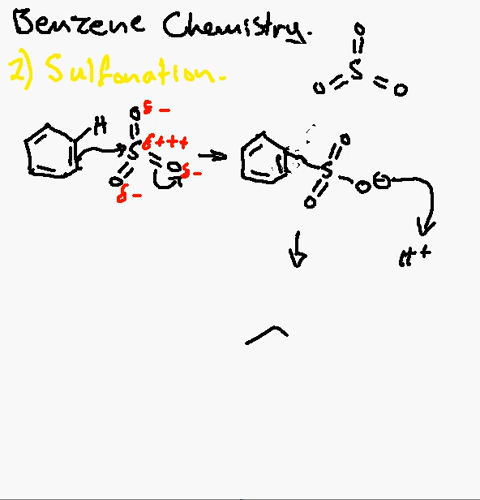 Benzene Chemistry.
2) Sulfonation.
O
S
O O
H
O δ-
S δ+++
O δ-
O δ-
O
S
O O ⊖
H+